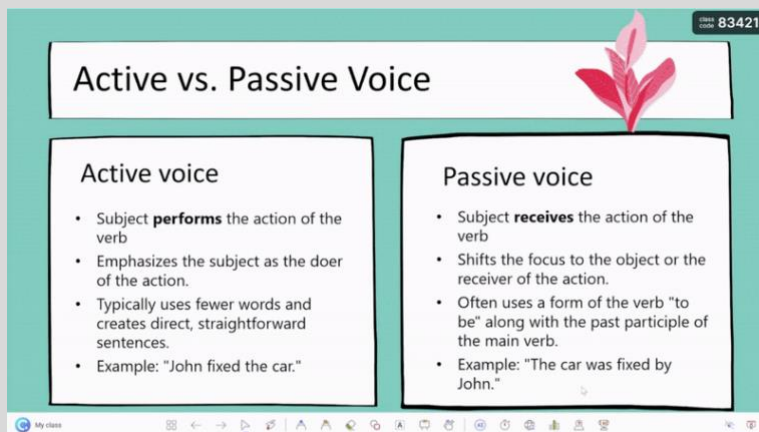 class code 83421
Active vs. Passive Voice
Active voice
• Subject performs the action of the
verb
• Emphasizes the subject as the doer
of the action.
• Typically uses fewer words and
creates direct, straightforward
sentences.
• Example: "John fixed the car."
Passive voice
• Subject receives the action of the
verb
• Shifts the focus to the object or the
receiver of the action.
• Often uses a form of the verb "to
be" along with the past participle of
the main verb.
• Example: "The car was fixed by
John."
My class